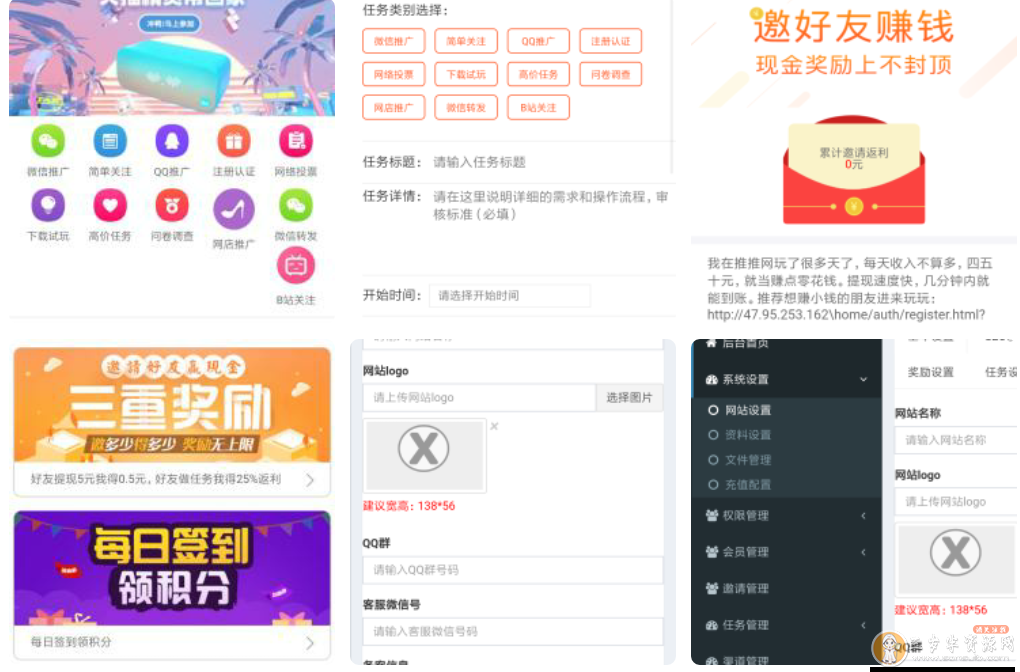 天猫精灵带回家
冲鸭!马上参加
微信推广 简单关注 QQ推广 注册认证 网络投票
下载试玩 高价任务 问卷调查 网店推广 微信转发
B站关注
任务类别选择：
微信推广 简单关注 QQ推广 注册认证
网络投票 下载试玩 高价任务 问卷调查
网店推广 微信转发 B站关注
任务标题： 请输入任务标题
任务详情： 请在这里说明详细的需求和操作流程，审
核标准（必填）
开始时间： 请选择开始时间
邀好友赚钱
现金奖励上不封顶
累计邀请返利
0元
我在推推网玩了很多天了，每天收入不算多，四五
十元，就当赚点零花钱。提现速度快，几分钟内就
能到账。推荐想赚小钱的朋友进来玩玩：
http://47.95.253.162\home/auth/register.html?
邀请好友赢现金
三重奖励
邀多少得多少 奖励无上限
好友提现5元我得0.5元，好友做任务我得25%返利
每日签到
领积分
每日签到领积分
网站logo
请上传网站logo 选择图片
X
×
建议宽高：138*56
QQ群
请输入QQ群号码
客服微信号
请输入客服微信号码
备案信息
后台首页
系统设置
网站设置
资料设置
文件管理
充值配置
权限管理
会员管理
邀请管理
任务管理
渠道管理
奖励设置 任务设
网站名称
请输入网站名称
网站logo
请上传网站logo
X
建议宽高：138*56
QQ群